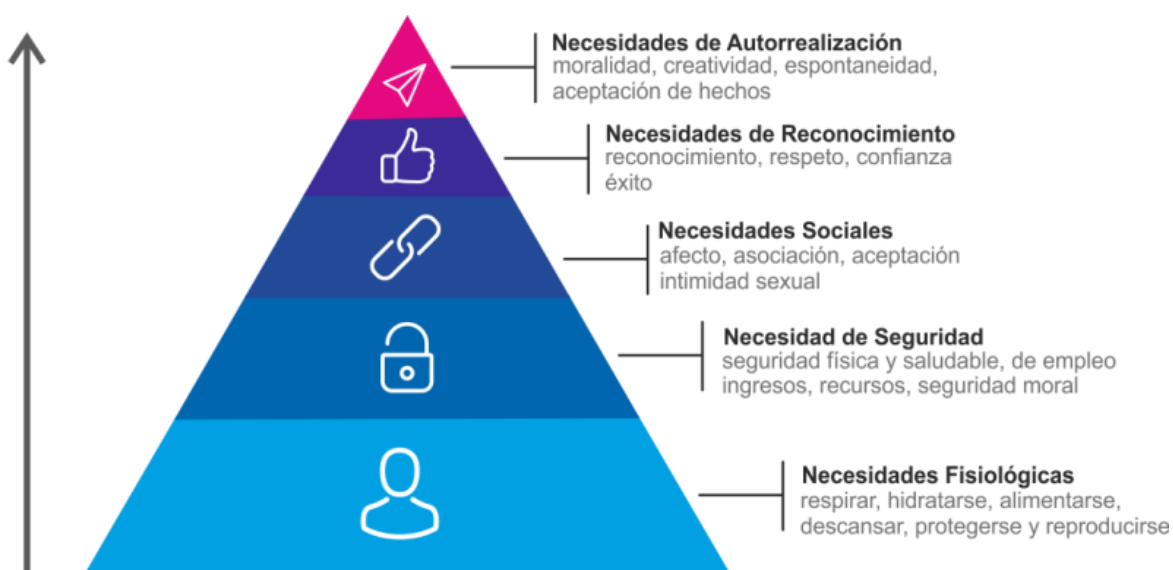 Necesidades de Autorrealización
moralidad, creatividad, espontaneidad,
aceptación de hechos
Necesidades de Reconocimiento
reconocimiento, respeto, confianza
éxito
Necesidades Sociales
afecto, asociación, aceptación
intimidad sexual
Necesidad de Seguridad
seguridad física y saludable, de empleo
ingresos, recursos, seguridad moral
Necesidades Fisiológicas
respirar, hidratarse, alimentarse,
descansar, protegerse y reproducirse